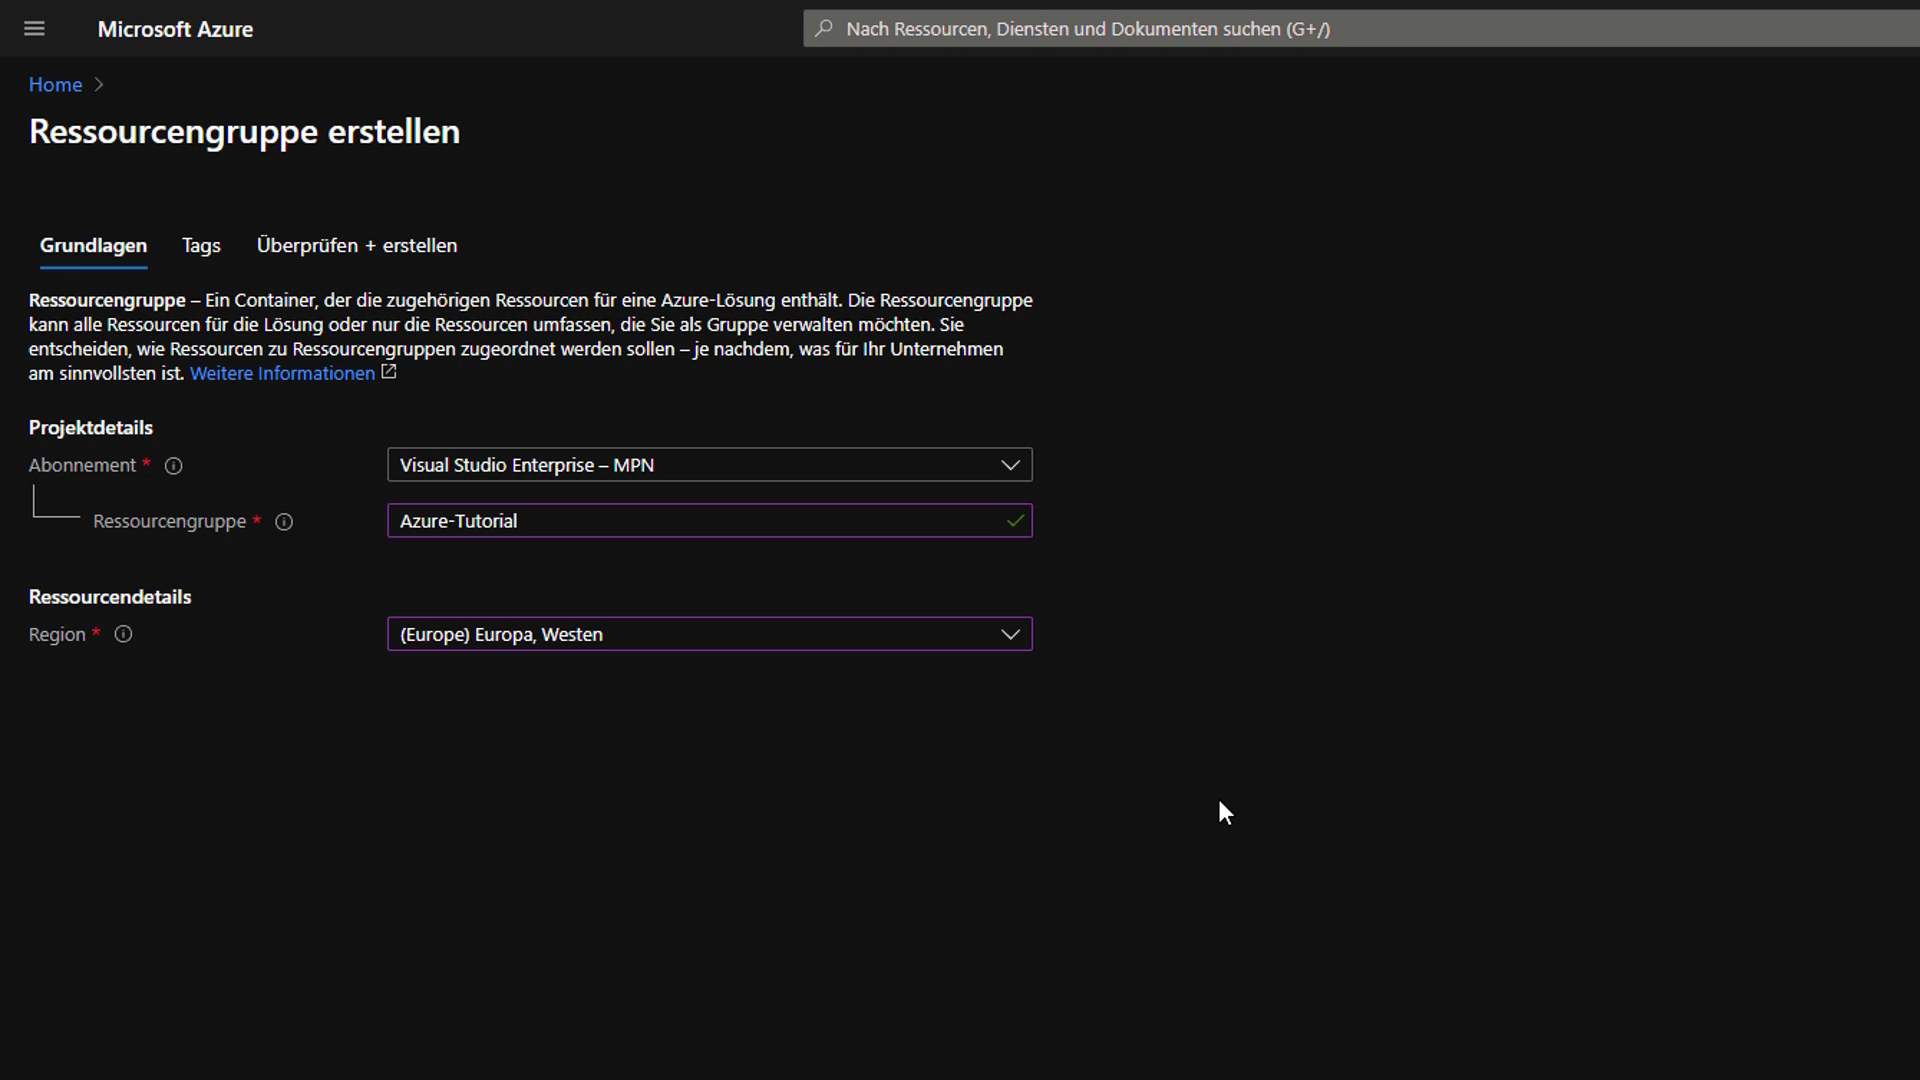 Microsoft Azure
Nach Ressourcen, Diensten und Dokumenten suchen (G+/)
Home
Ressourcengruppe erstellen
Grundlagen Tags Überprüfen + erstellen
Ressourcengruppe – Ein Container, der die zugehörigen Ressourcen für eine Azure-Lösung enthält. Die Ressourcengruppe
kann alle Ressourcen für die Lösung oder nur die Ressourcen umfassen, die Sie als Gruppe verwalten möchten. Sie
entscheiden, wie Ressourcen zu Ressourcengruppen zugeordnet werden sollen – je nachdem, was für Ihr Unternehmen
am sinnvollsten ist. Weitere Informationen
Projektdetails
Abonnement * Visual Studio Enterprise – MPN
Ressourcengruppe * Azure-Tutorial
Ressourcendetails
Region * (Europe) Europa, Westen